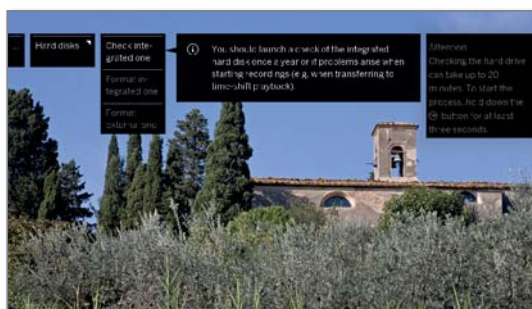 ...
Hard disks
Check inte-
grated one
Format in-
tegrated one
Format
external one
You should launch a check of the integrated
hard disk once a year or if problems arise when
starting recordings (e.g. when transferring to
time-shift playback).
Attention
Checking the hard drive
can take up to 20
minutes. To start the
process, hold down the
button for at least
three seconds.